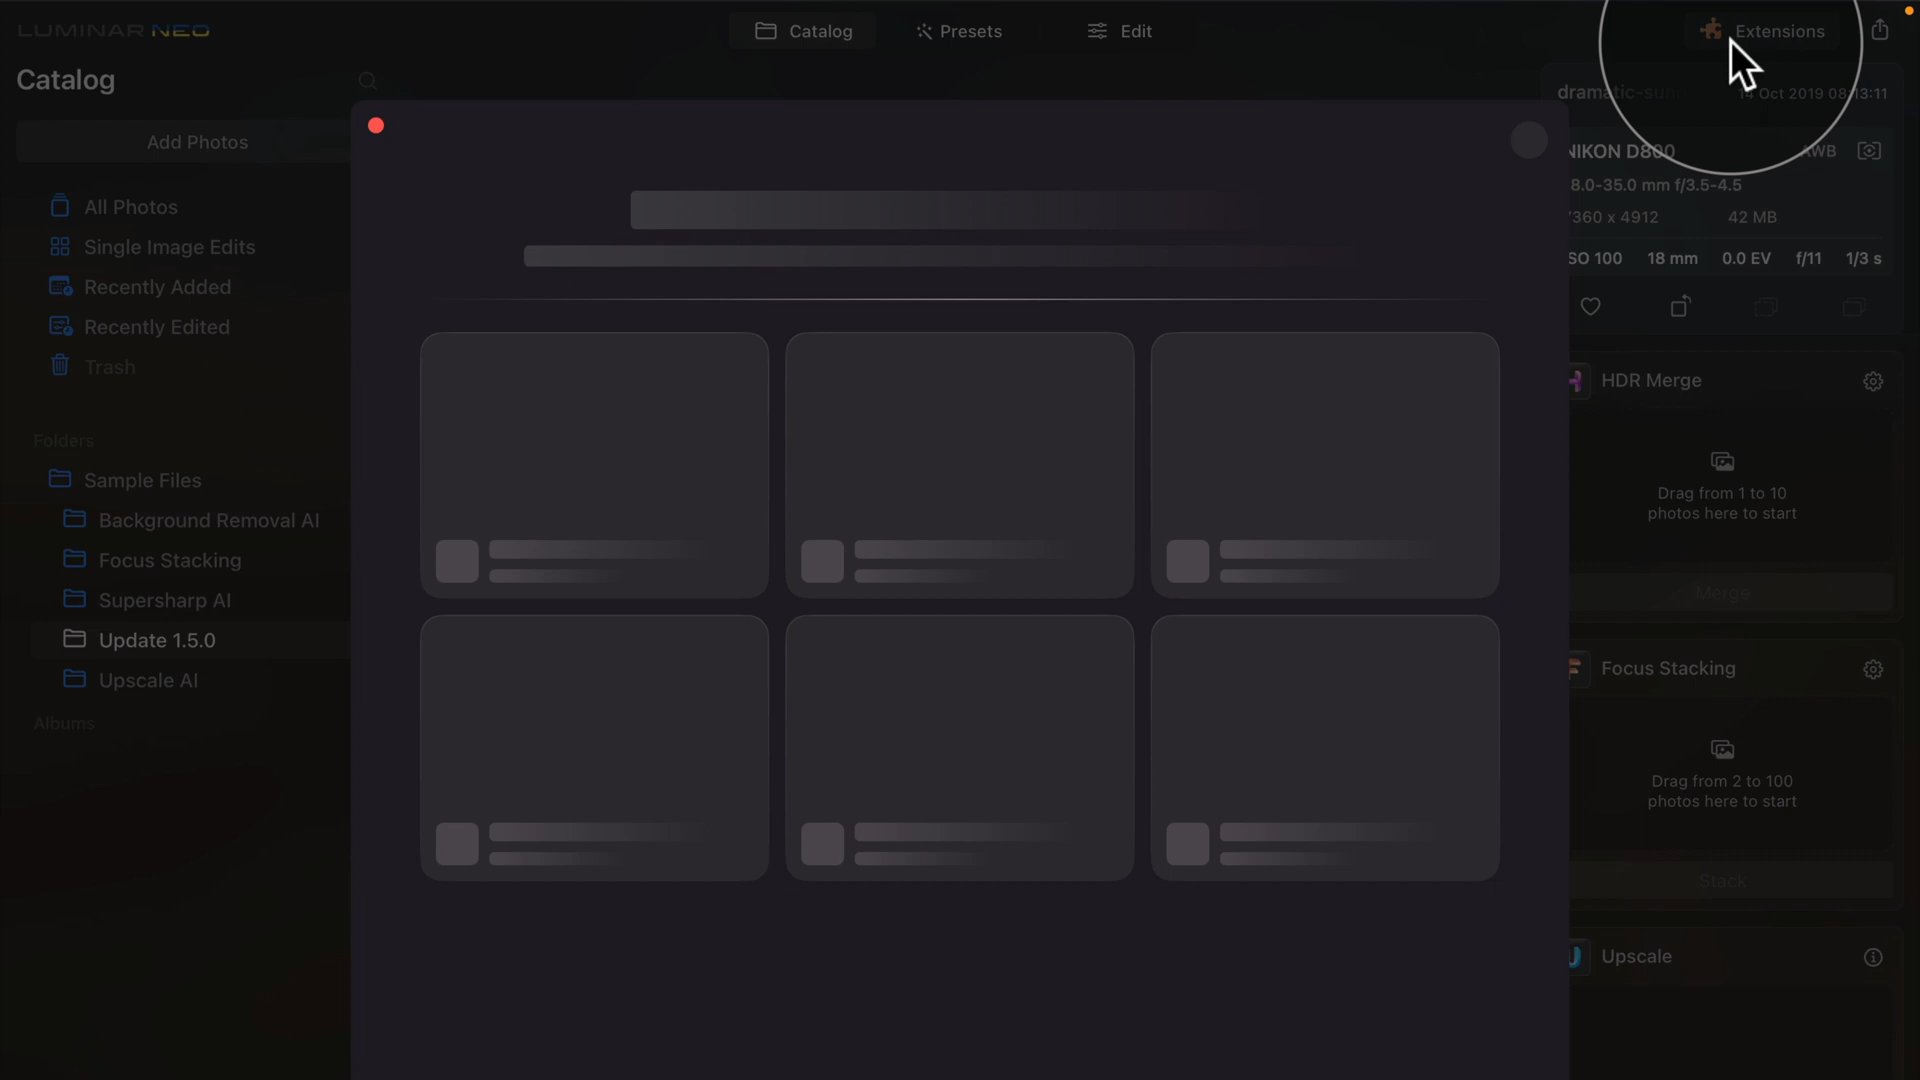 LUMINAR NEO
Catalog
Presets
Edit
Extensions
Catalog
Add Photos
All Photos
Single Image Edits
Recently Added
Recently Edited
Trash
Folders
Sample Files
Background Removal AI
Focus Stacking
Supersharp AI
Update 1.5.0
Upscale AI
Albums
14 Oct 2019 08:13:11
NIKON D800
AWB
8.0-35.0 mm f/3.5-4.5
360 x 4912
42 MB
ISO 100
18 mm
0.0 EV
f/11
1/3 s
HDR Merge
Drag from 1 to 10
photos here to start
Merge
Focus Stacking
Drag from 2 to 100
photos here to start
Stack
Upscale